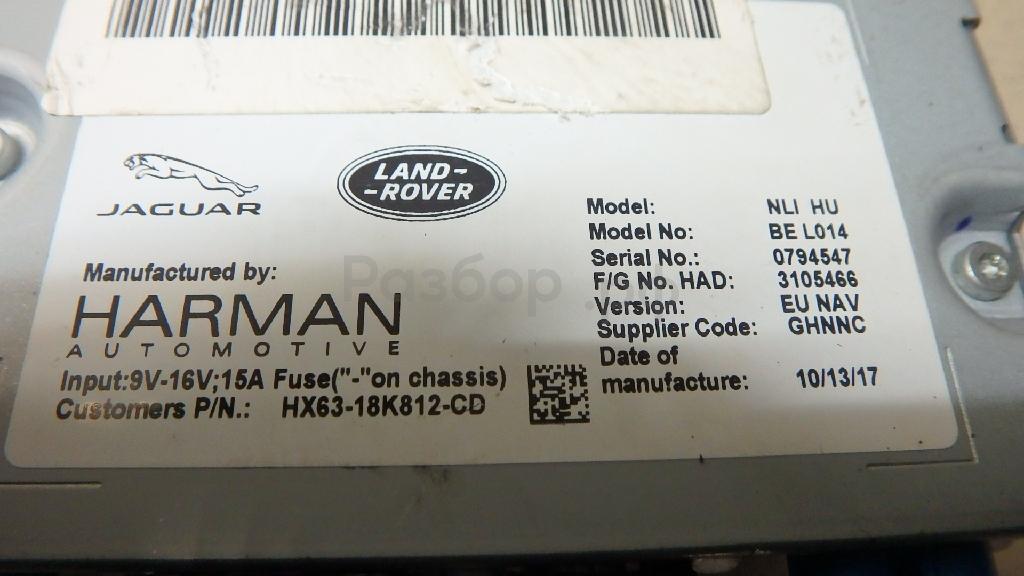 JAGUAR
LAND-
-ROVER
Manufactured by:
HARMAN
AUTOMOTIVE
Input:9V-16V;15A Fuse("-"on chassis)
Customers P/N.: HX63-18K812-CD
Model: NLI HU
Model No: BE L014
Serial No.: 0794547
F/G No. HAD: 3105466
Version: EU NAV
Supplier Code: GHNNC
Date of
manufacture: 10/13/17
Разбор